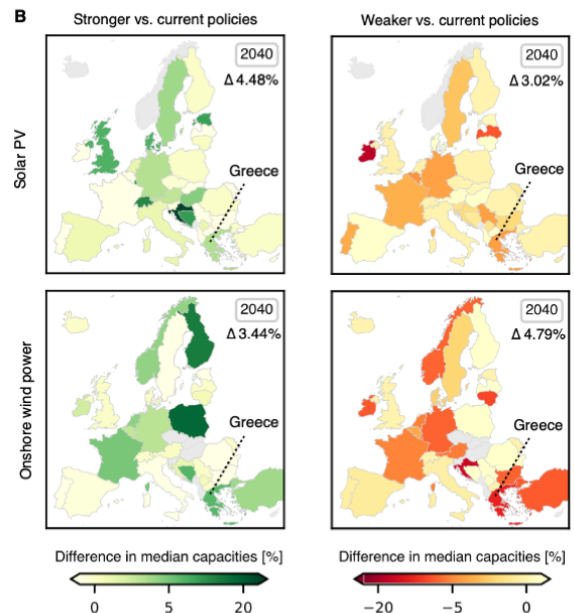 B
Stronger vs. current policies
Weaker vs. current policies
Solar PV
2040
Δ 4.48%
Greece
2040
Δ 3.02%
Greece
Onshore wind power
2040
Δ 3.44%
Greece
2040
Δ 4.79%
Greece
Difference in median capacities [%]
0 5 20
Difference in median capacities [%]
−20 −5 0